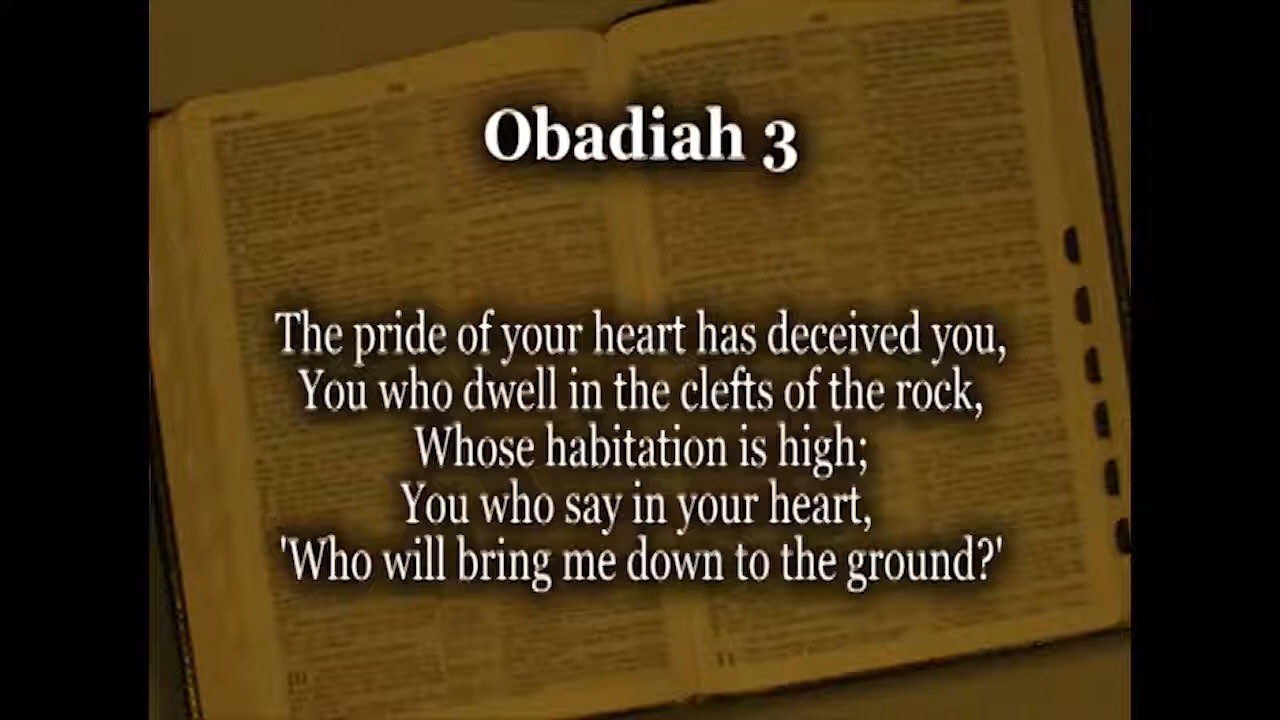 Obadiah 3
The pride of your heart has deceived you,
You who dwell in the clefts of the rock,
Whose habitation is high;
You who say in your heart,
'Who will bring me down to the ground?'